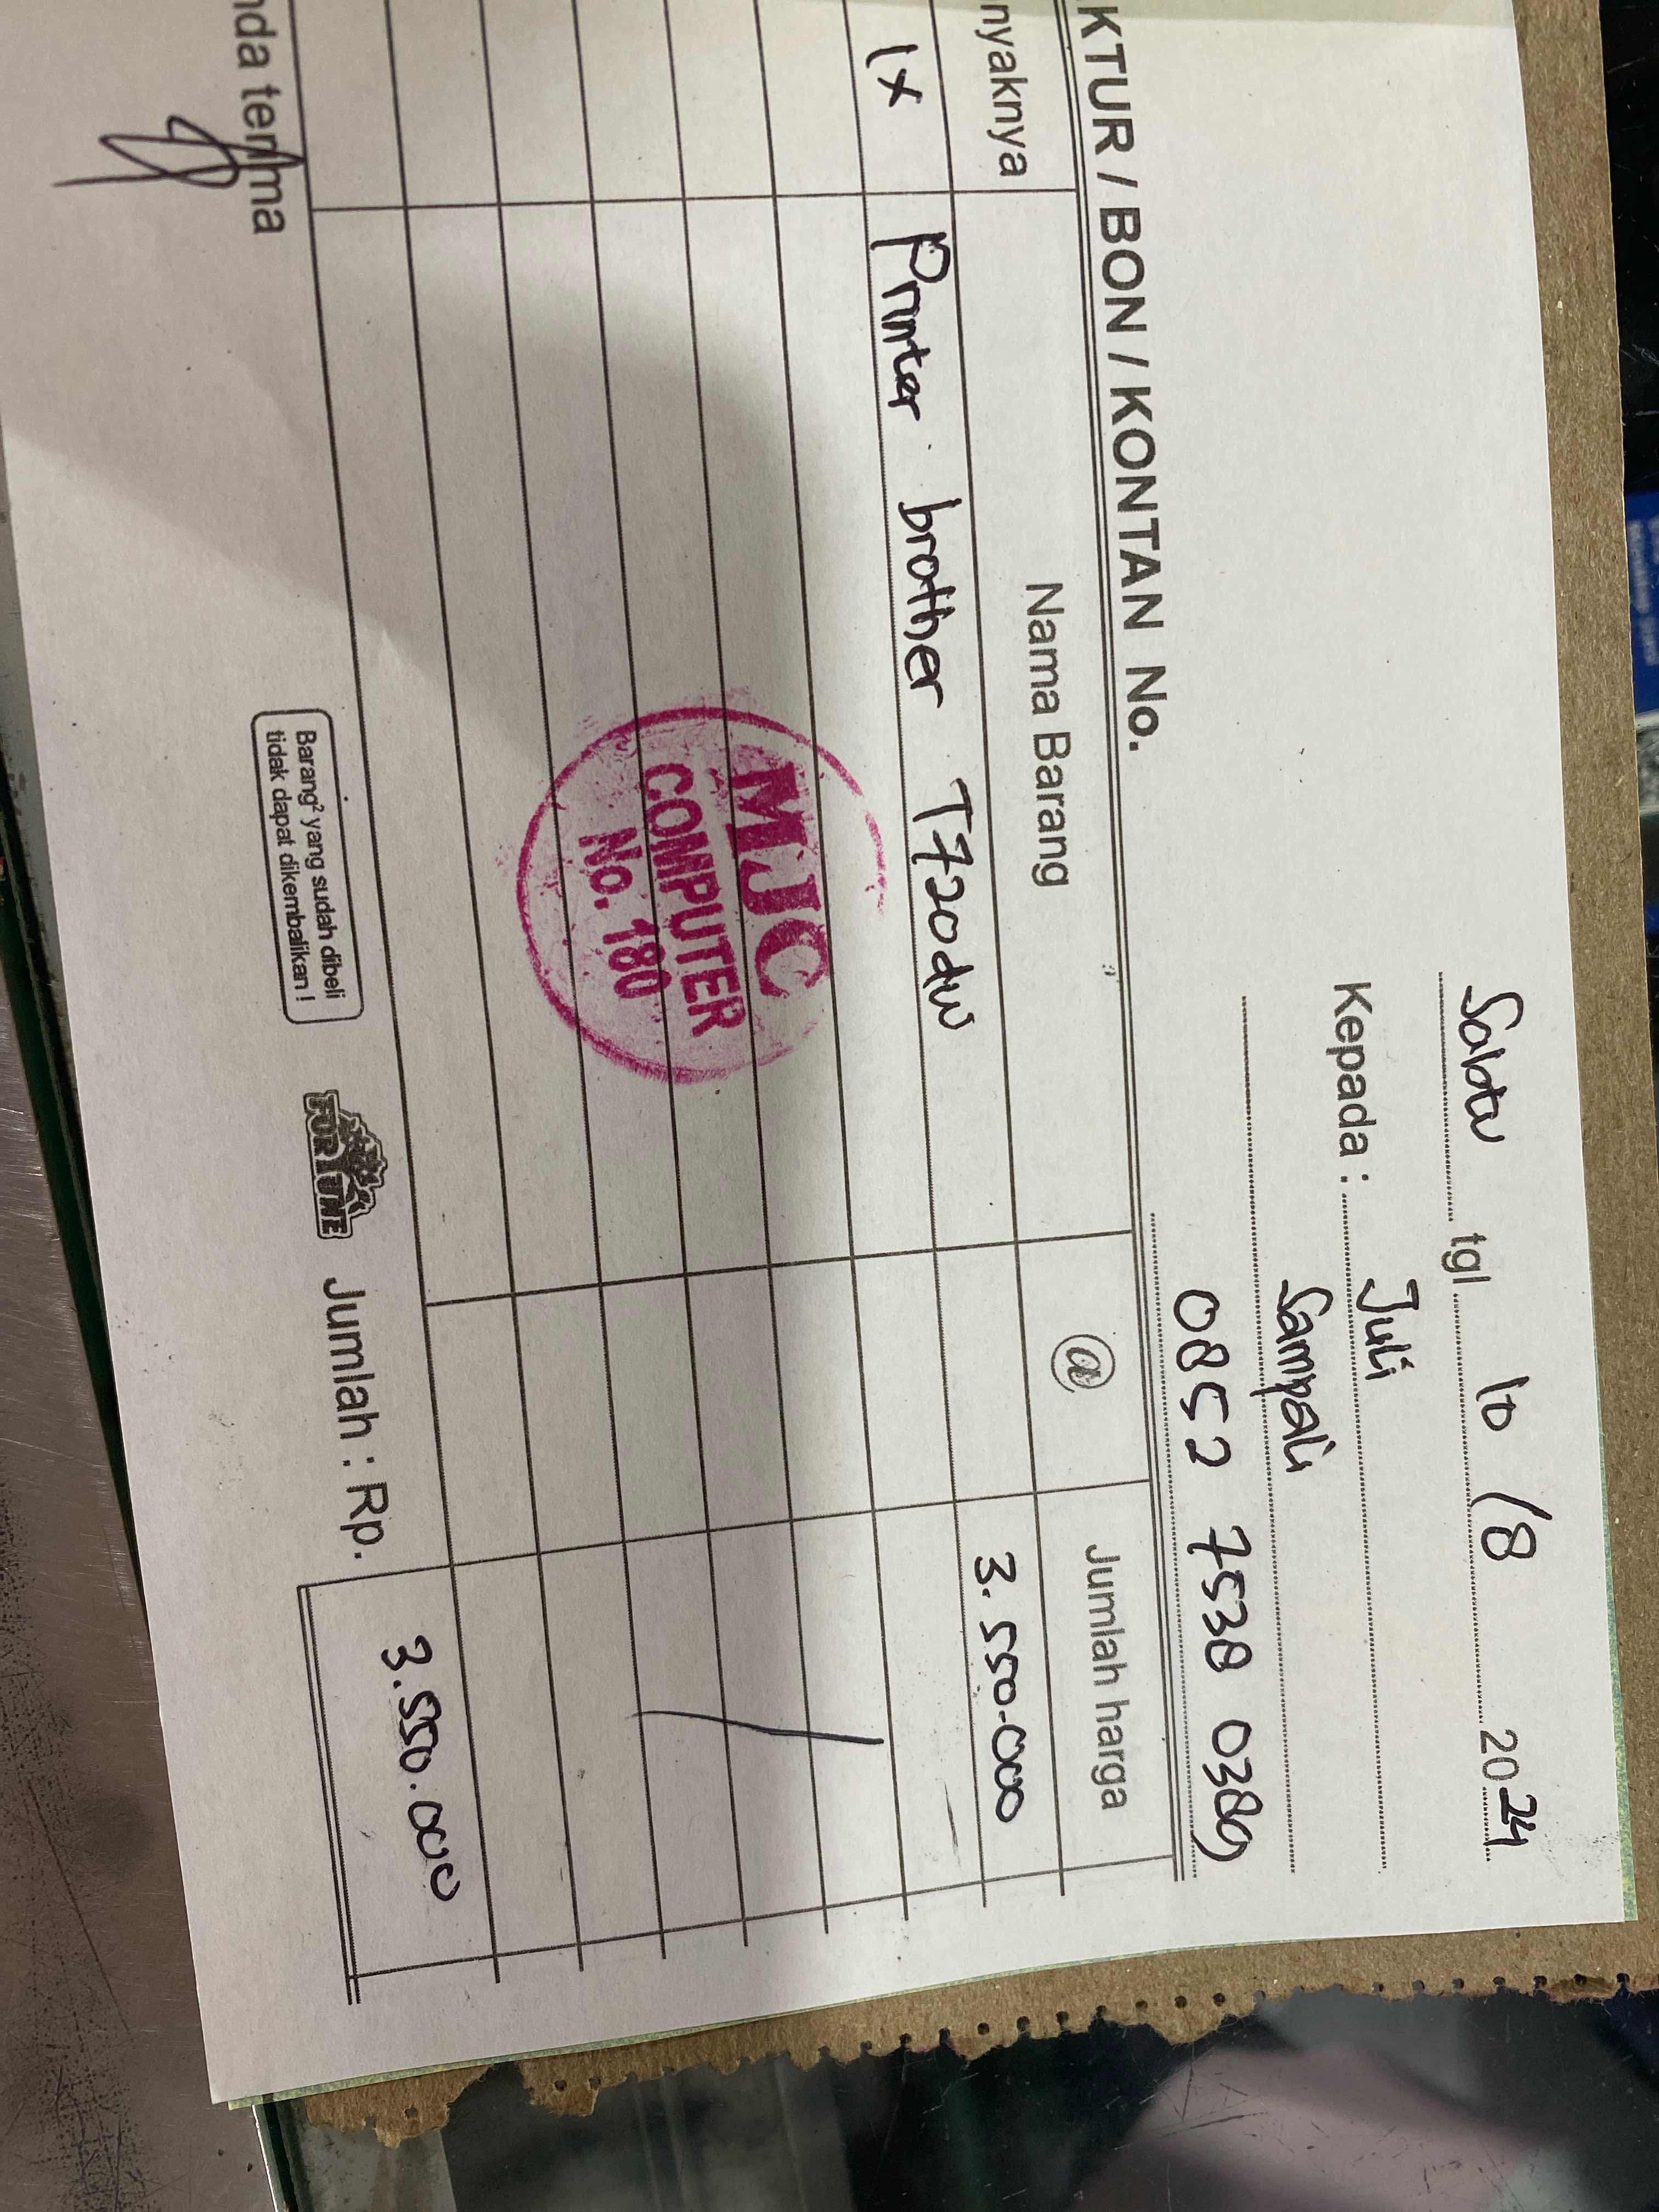 Sabtu tgl 10 / 8 2024
Kepada : Juli
Sampali
0852 7538 0389
KTUR / BON / KONTAN No.
nyaknya Nama Barang @ Jumlah harga
1x Printer brother T720dw 3.550.000
MJC
COMPUTER
No. 180
nda terima
Barang² yang sudah dibeli
tidak dapat dikembalikan !
FORTUNE
Jumlah : Rp. 3.550.000